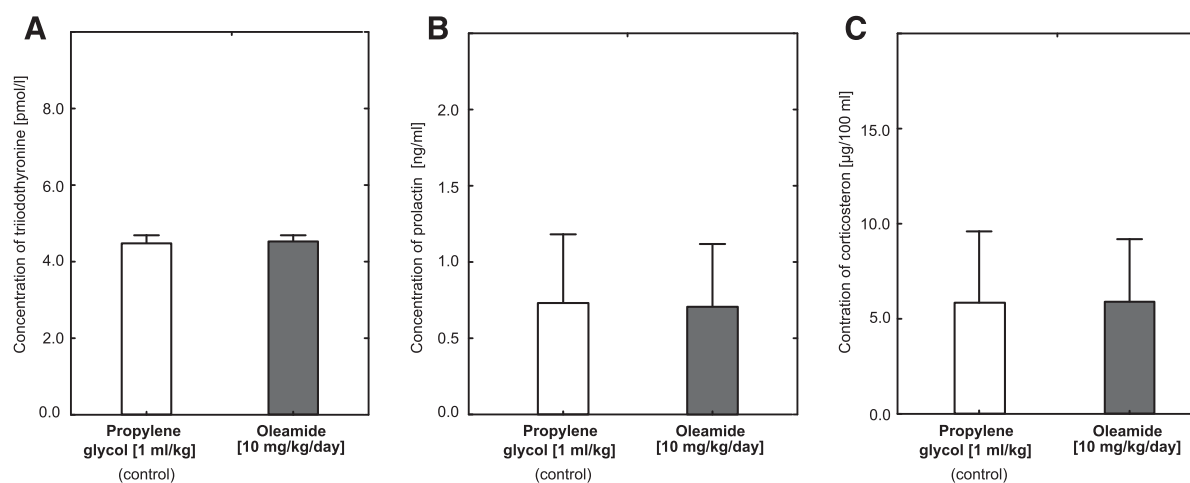 A
Concentration of triiodothyronine [pmol/l]
8.0
6.0
4.0
2.0
0.0
Propylene
glycol [1 ml/kg]
(control)
Oleamide
[10 mg/kg/day]
B
Concentration of prolactin [ng/ml]
2.0
1.5
1.0
0.5
0.0
Propylene
glycol [1 ml/kg]
(control)
Oleamide
[10 mg/kg/day]
C
Contration of corticosteron [µg/100 ml]
15.0
10.0
5.0
0.0
Propylene
glycol [1 ml/kg]
(control)
Oleamide
[10 mg/kg/day]